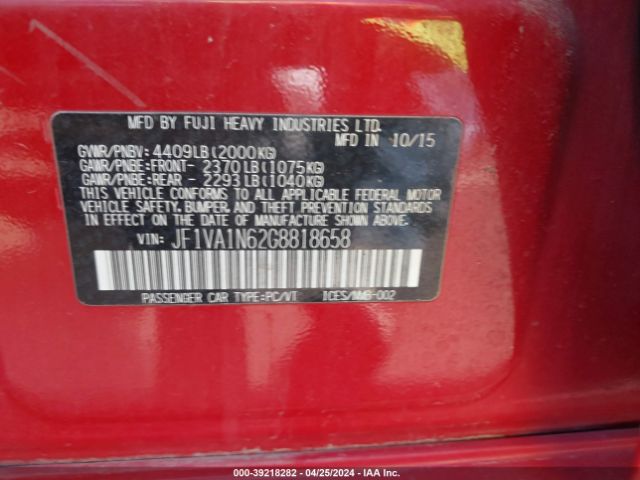 MFD BY FUJI HEAVY INDUSTRIES LTD.
MFD IN 10/15
GVWR/PNBV: 4409LB(2000KG)
GAWR/PNBE:FRONT- 2370LB(1075KG)
GAWR/PNBE:REAR - 2293LB(1040KG)
THIS VEHICLE CONFORMS TO ALL APPLICABLE FEDERAL MOTOR
VEHICLE SAFETY, BUMPER, AND THEFT PREVENTION STANDARDS
IN EFFECT ON THE DATE OF MANUFACTURE SHOWN ABOVE.
VIN: JF1VA1N62G8818658
PASSENGER CAR TYPE:PC/VT ICES/NMB-002
000-39218282 / 04/25/2024 / IAAI.COM